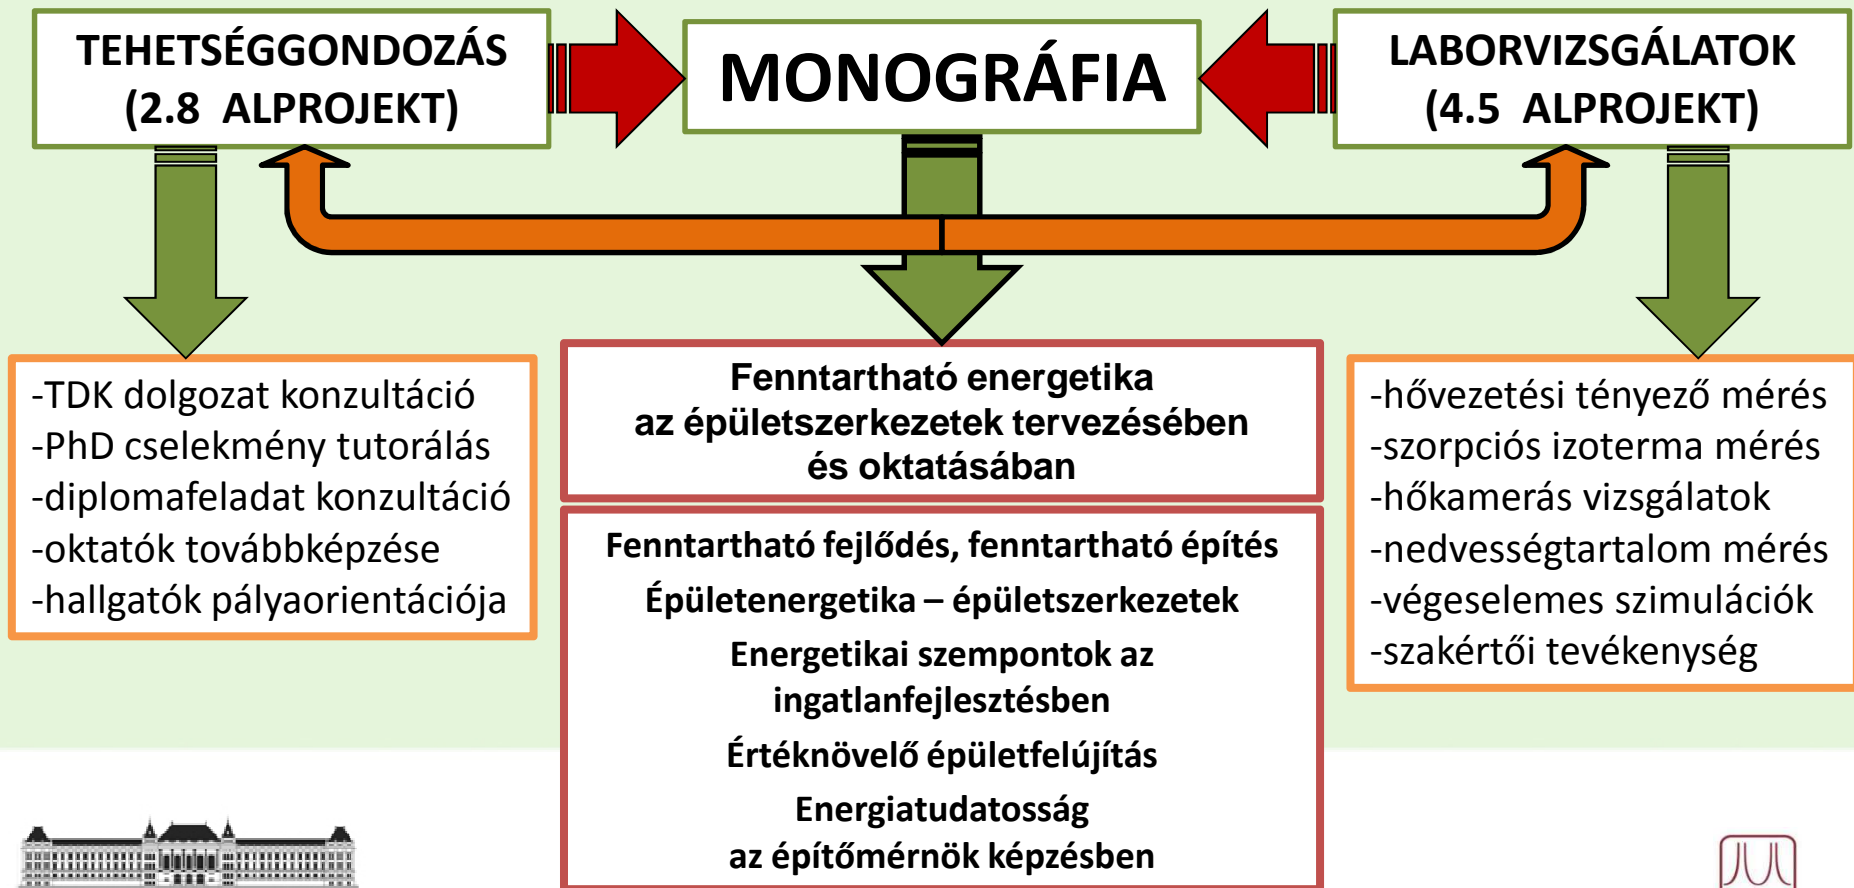 TEHETSÉGGONDOZÁS
(2.8 ALPROJEKT)
MONOGRÁFIA
LABORVIZSGÁLATOK
(4.5 ALPROJEKT)
-TDK dolgozat konzultáció
-PhD cselekmény tutorálás
-diplomafeladat konzultáció
-oktatók továbbképzése
-hallgatók pályaorientációja
Fenntartható energetika
az épületszerkezetek tervezésében
és oktatásában
Fenntartható fejlődés, fenntartható építés
Épületenergetika – épületszerkezetek
Energetikai szempontok az
ingatlanfejlesztésben
Értéknövelő épületfelújítás
Energiatudatosság
az építőmérnök képzésben
-hővezetési tényező mérés
-szorpciós izoterma mérés
-hőkamerás vizsgálatok
-nedvességtartalom mérés
-végeselemes szimulációk
-szakértői tevékenység